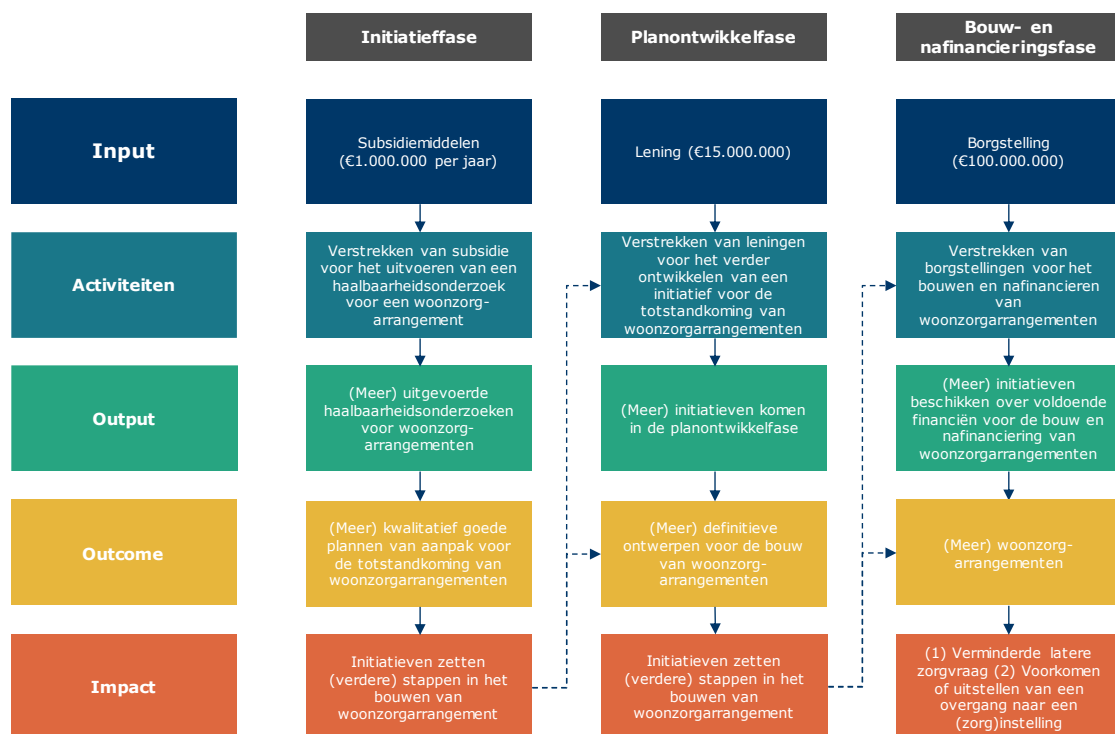 Initiatieffase
Planontwikkelfase
Bouw- en
nafinancieringsfase
Input
Subsidiemiddelen
(€1.000.000 per jaar)
Lening (€15.000.000)
Borgstelling
(€100.000.000)
Activiteiten
Verstrekken van subsidie
voor het uitvoeren van een
haalbaarheidsonderzoek
voor een woonzorg-
arrangement
Verstrekken van leningen
voor het verder
ontwikkelen van een
initiatief voor de
totstandkoming van
woonzorgarrangementen
Verstrekken van
borgstellingen voor het
bouwen en nafinancieren
van
woonzorgarrangementen
Output
(Meer) uitgevoerde
haalbaarheidsonderzoeken
voor woonzorg-
arrangementen
(Meer) initiatieven komen
in de planontwikkelfase
(Meer) initiatieven
beschikken over voldoende
financiën voor de bouw en
nafinanciering van
woonzorgarrangementen
Outcome
(Meer) kwalitatief goede
plannen van aanpak voor
de totstandkoming van
woonzorgarrangementen
(Meer) definitieve
ontwerpen voor de bouw
van woonzorg-
arrangementen
(Meer) woonzorg-
arrangementen
Impact
Initiatieven zetten
(verdere) stappen in het
bouwen van
woonzorgarrangement
Initiatieven zetten
(verdere) stappen in het
bouwen van
woonzorgarrangement
(1) Verminderde latere
zorgvraag (2) Voorkomen
of uitstellen van een
overgang naar een
(zorg)instelling